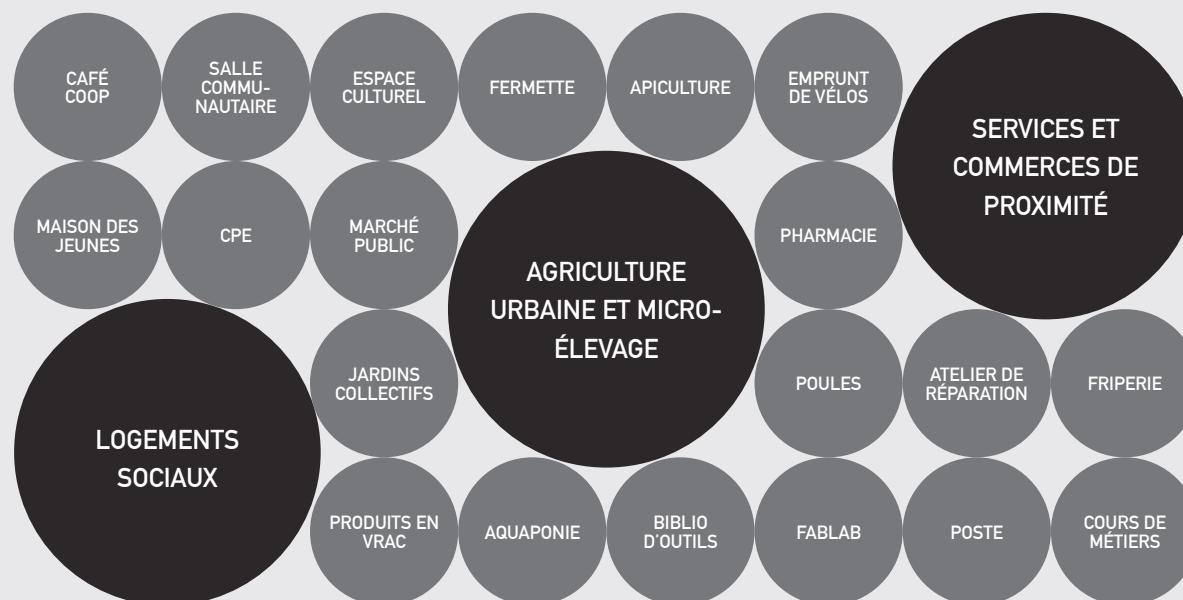 CAFÉ
COOP
SALLE
COMMU-
NAUTAIRE
ESPACE
CULTUREL
FERMETTE
APICULTURE
EMPRUNT
DE VÉLOS
SERVICES ET
COMMERCES DE
PROXIMITÉ
MAISON DES
JEUNES
CPE
MARCHÉ
PUBLIC
AGRICULTURE
URBAINE ET MICRO-
ÉLEVAGE
PHARMACIE
LOGEMENTS
SOCIAUX
JARDINS
COLLECTIFS
POULES
ATELIER DE
RÉPARATION
FRIPERIE
PRODUITS EN
VRAC
AQUAPONIE
BIBLIO
D'OUTILS
FABLAB
POSTE
COURS DE
MÉTIERS